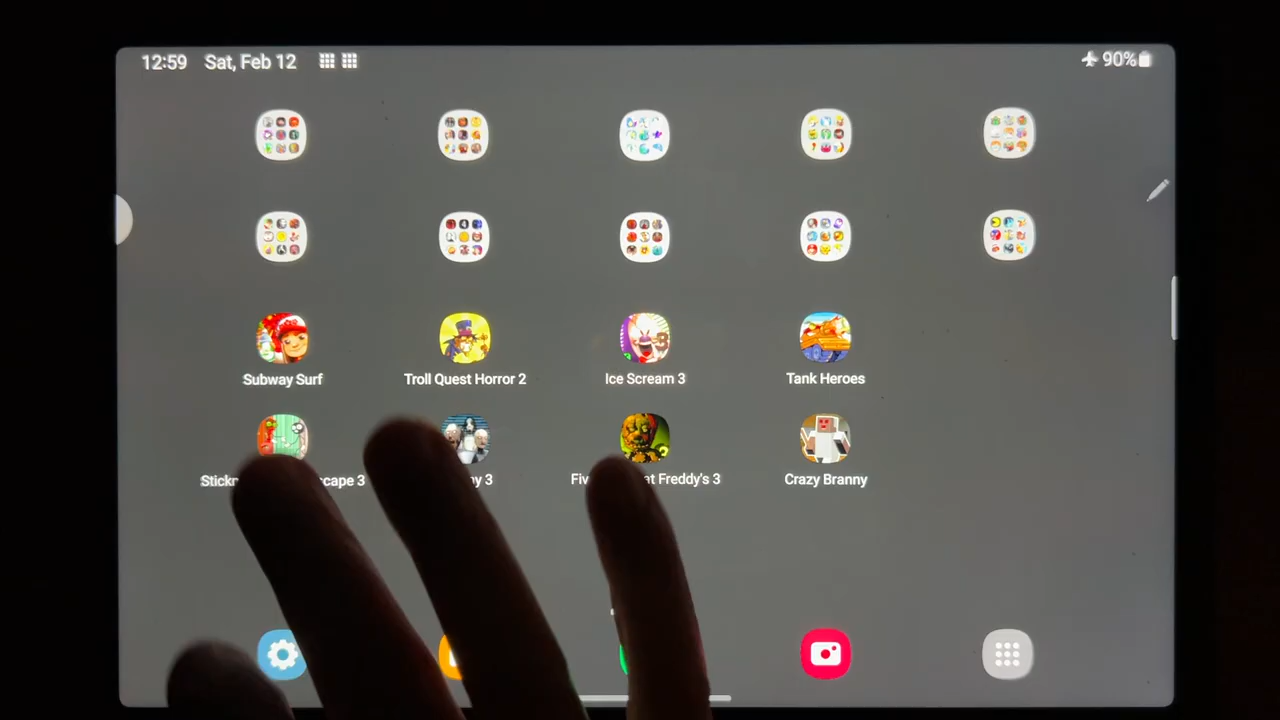 12:59 Sat, Feb 12 90%
Subway Surf Troll Quest Horror 2 Ice Scream 3 Tank Heroes
cape 3 3 at Freddy's 3 Crazy Branny